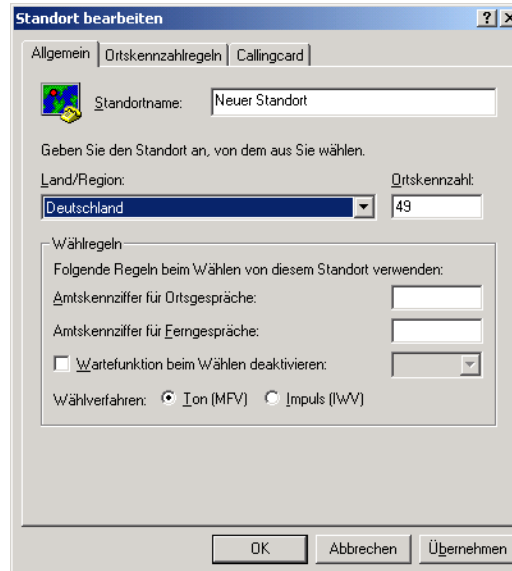 Standort bearbeiten
Allgemein Ortskennzahlregeln Callingcard
Standortname: Neuer Standort
Geben Sie den Standort an, von dem aus Sie wählen.
Land/Region: Ortskennzahl:
Deutschland 49
Wählregeln
Folgende Regeln beim Wählen von diesem Standort verwenden:
Amtskennziffer für Ortsgespräche:
Amtskennziffer für Ferngespräche:
Wartefunktion beim Wählen deaktivieren:
Wählverfahren: Ton (MFV) Impuls (IWV)
OK Abbrechen Übernehmen